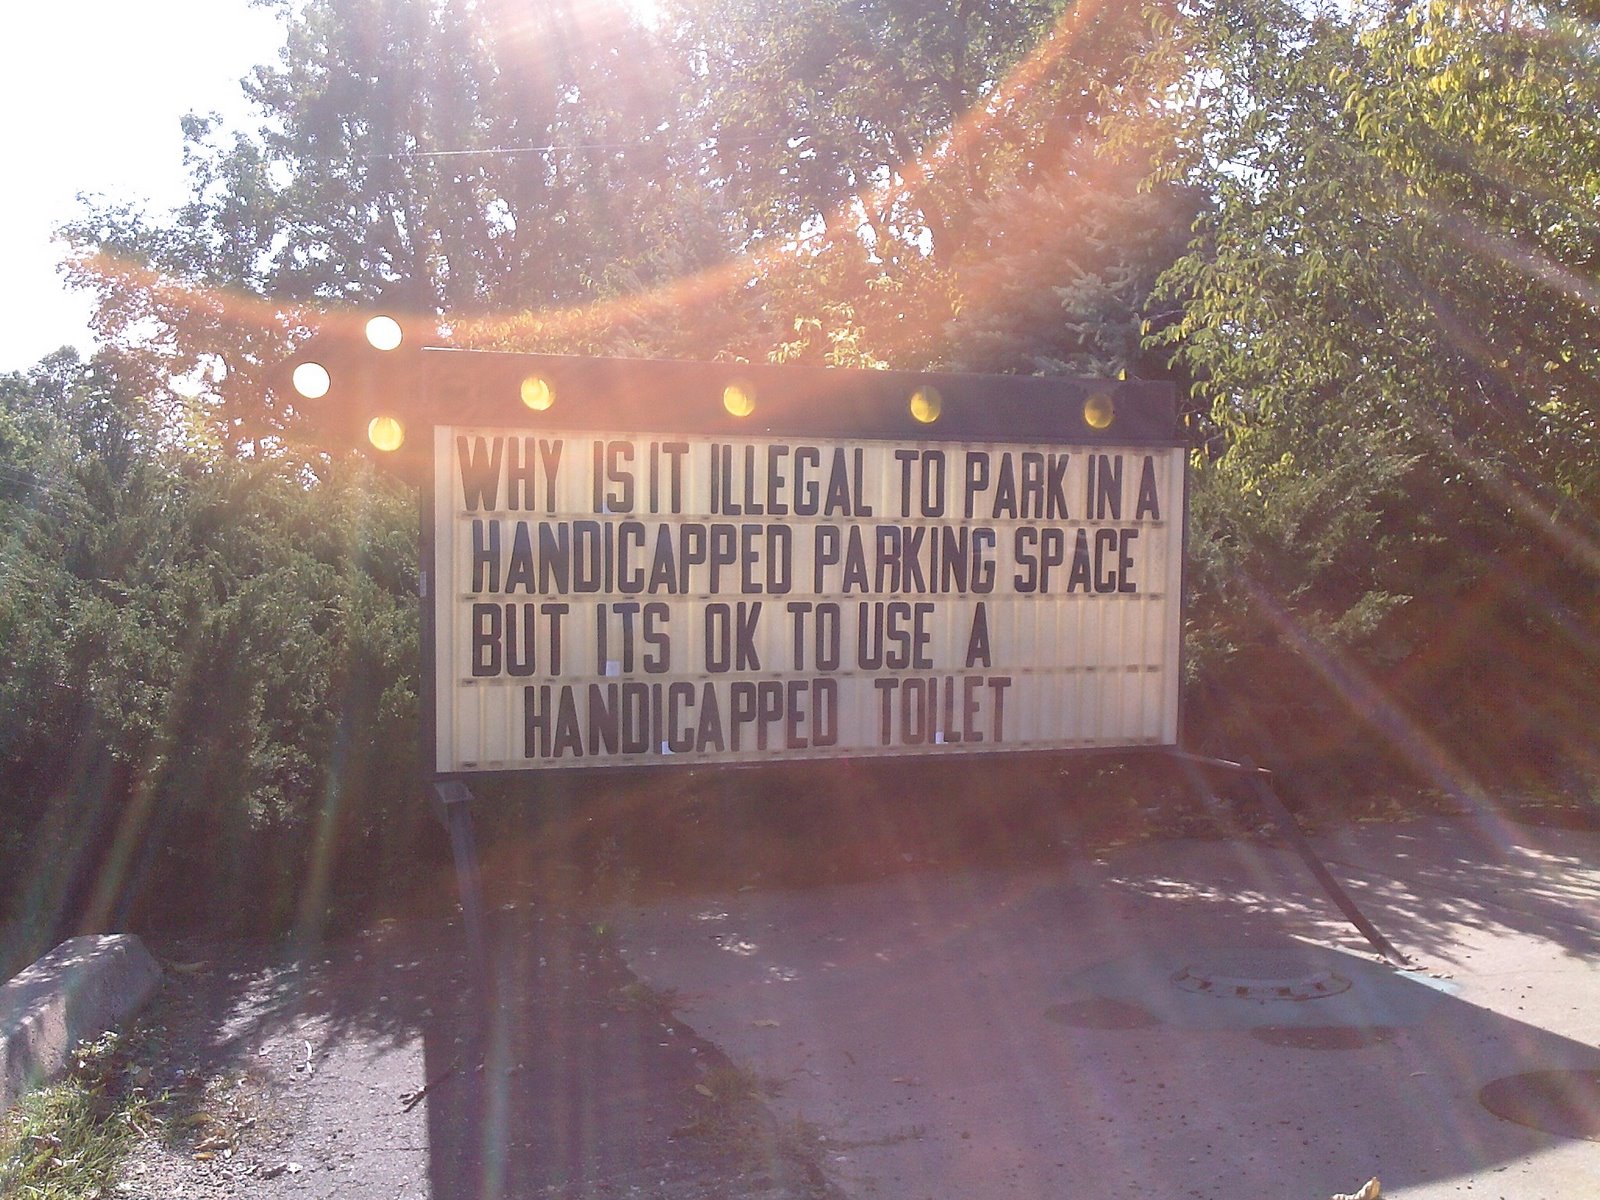 WHY IS IT ILLEGAL TO PARK IN A
HANDICAPPED PARKING SPACE
BUT ITS OK TO USE A
HANDICAPPED TOILET